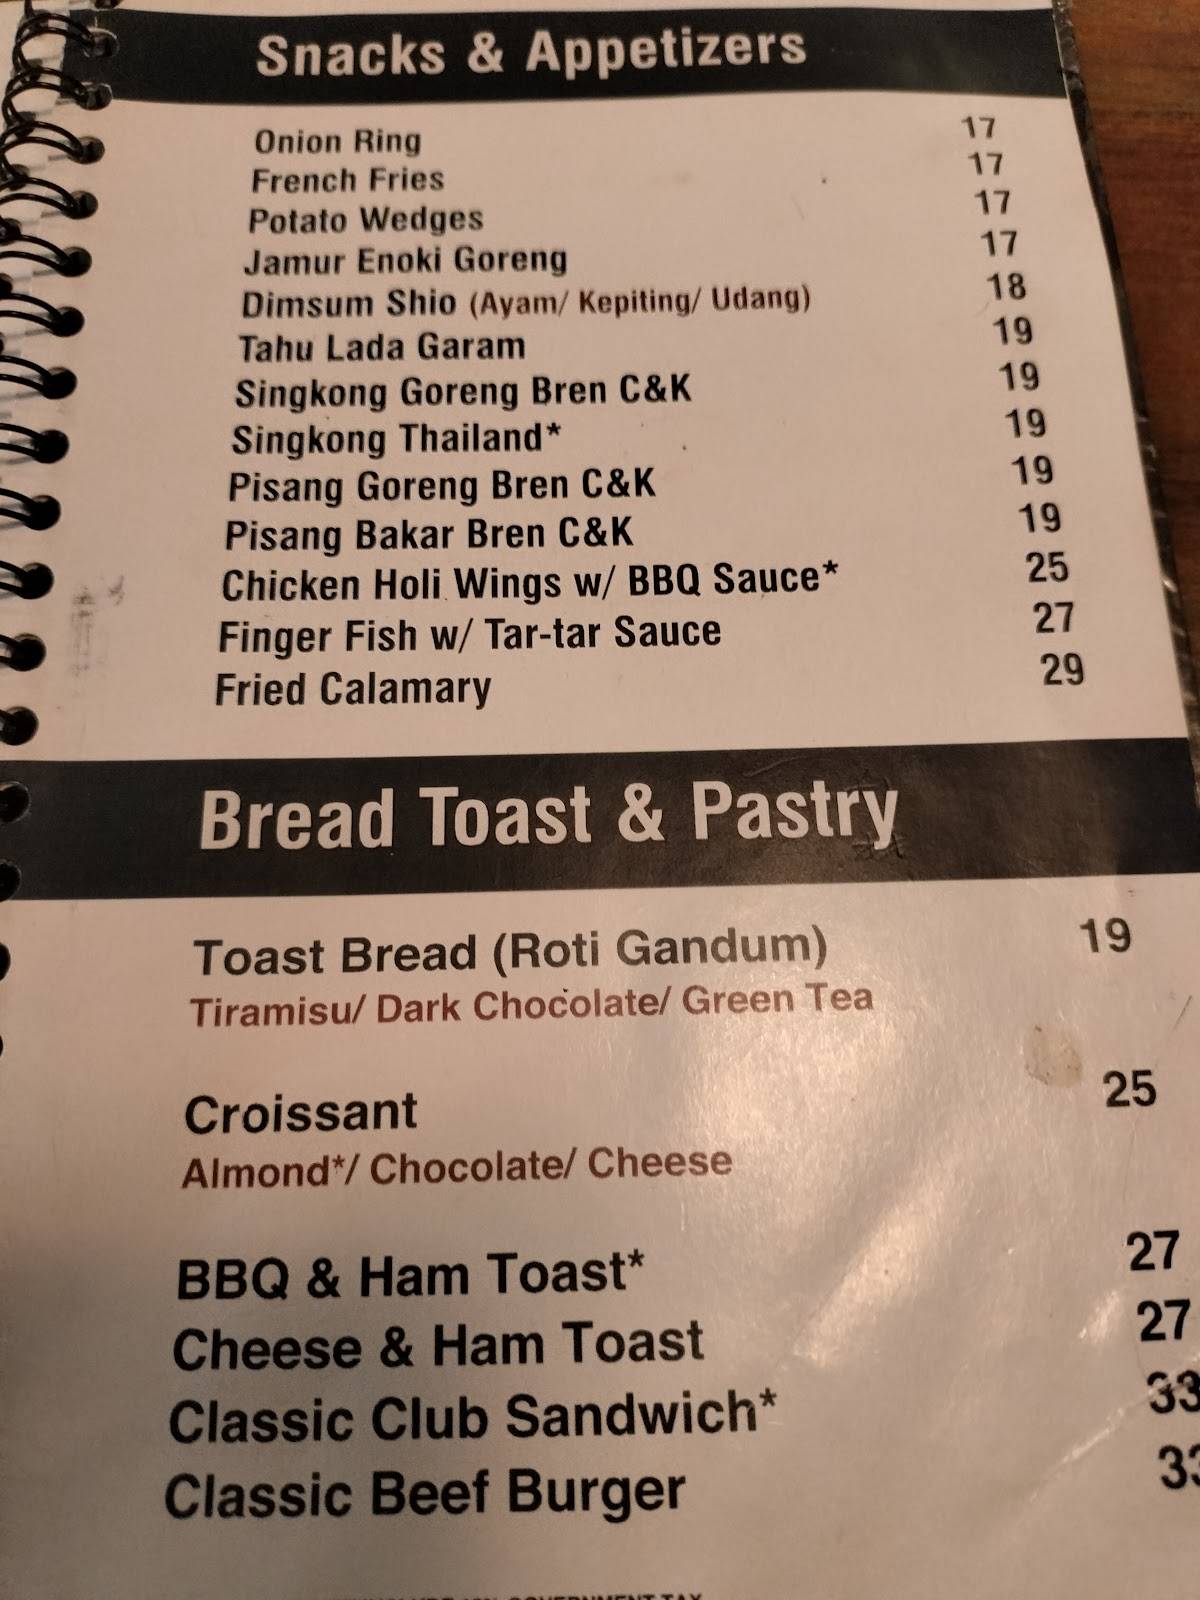 Snacks & Appetizers
Onion Ring 17
French Fries 17
Potato Wedges 17
Jamur Enoki Goreng 17
Dimsum Shio (Ayam/ Kepiting/ Udang) 18
Tahu Lada Garam 19
Singkong Goreng Bren C&K 19
Singkong Thailand* 19
Pisang Goreng Bren C&K 19
Pisang Bakar Bren C&K 19
Chicken Holi Wings w/ BBQ Sauce* 25
Finger Fish w/ Tar-tar Sauce 27
Fried Calamary 29
Bread Toast & Pastry
Toast Bread (Roti Gandum) 19
Tiramisu/ Dark Chocolate/ Green Tea
Croissant 25
Almond*/ Chocolate/ Cheese
BBQ & Ham Toast* 27
Cheese & Ham Toast 27
Classic Club Sandwich* 33
Classic Beef Burger 33
GOVERNMENT TAX